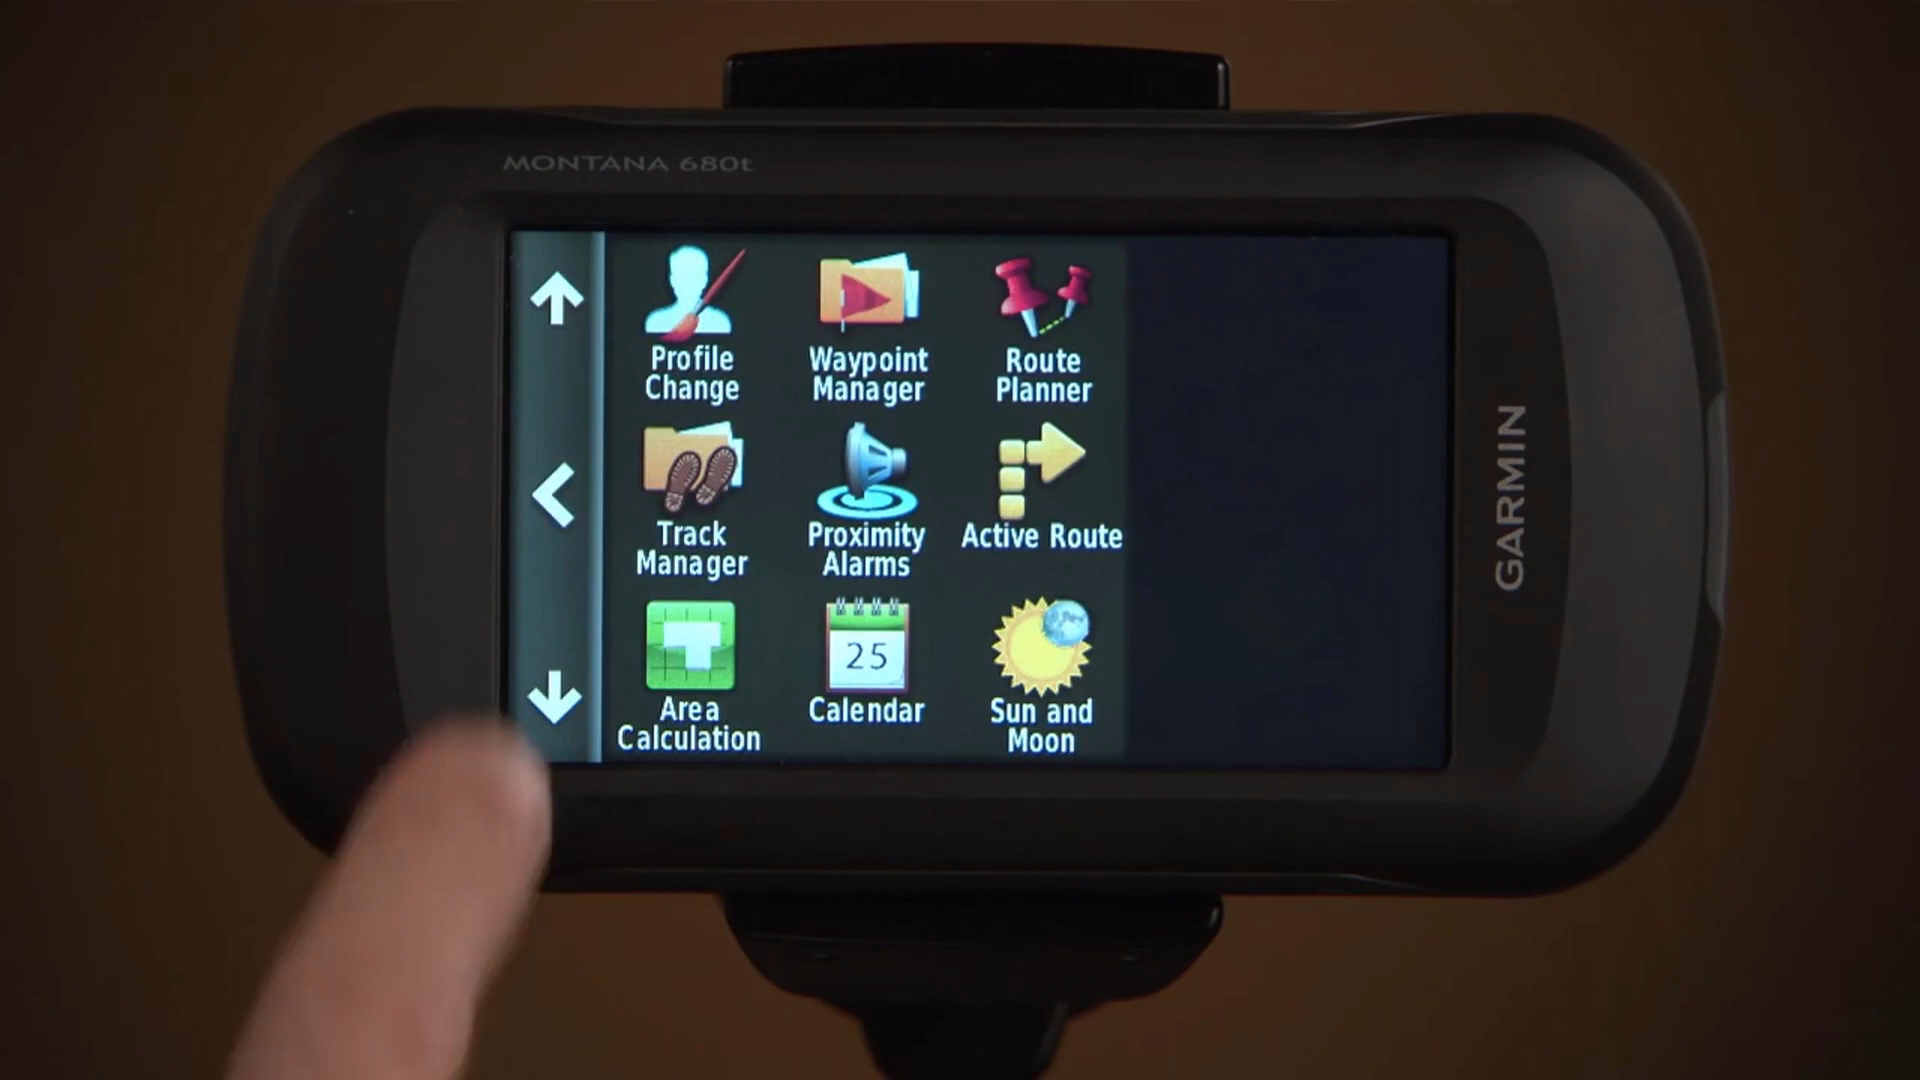 MONTANA 680t
Profile
Change
Waypoint
Manager
Route
Planner
Track
Manager
Proximity
Alarms
Active Route
25
Area
Calculation
Calendar
Sun and
Moon
GARMIN